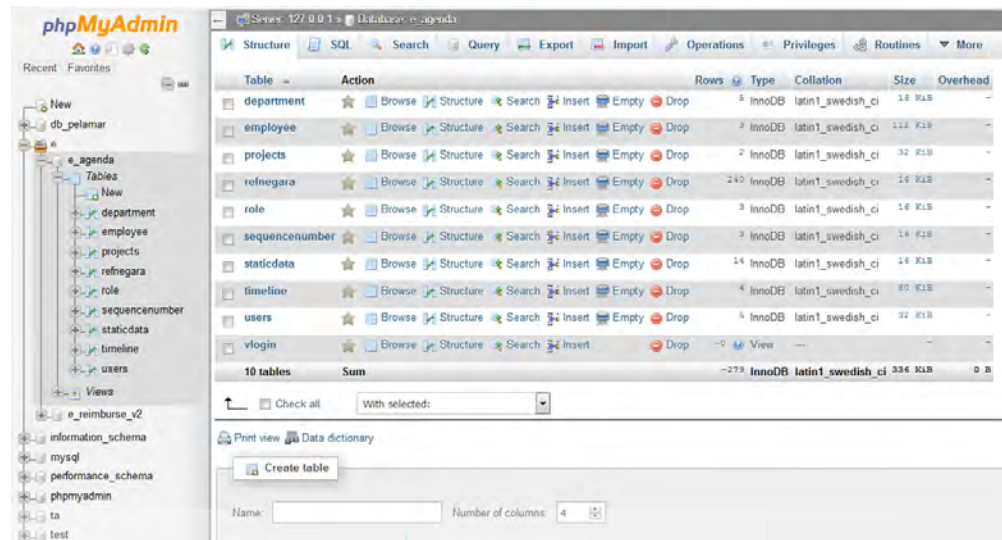 phpMyAdmin
Recent Favorites
New
db_pelamar
e
e_agenda
Tables
New
department
employee
projects
refnegara
role
sequencenumber
staticdata
timeline
users
Views
e_reimburse_v2
information_schema
mysql
performance_schema
phpmyadmin
ta
test
Server: 127.0.0.1 » Database: e_agenda
Structure SQL Search Query Export Import Operations Privileges Routines More
Table Action Rows Type Collation Size Overhead
department Browse Structure Search Insert Empty Drop 5 InnoDB latin1_swedish_ci 16 KiB -
employee Browse Structure Search Insert Empty Drop 3 InnoDB latin1_swedish_ci 112 KiB -
projects Browse Structure Search Insert Empty Drop 2 InnoDB latin1_swedish_ci 32 KiB -
refnegara Browse Structure Search Insert Empty Drop 240 InnoDB latin1_swedish_ci 16 KiB -
role Browse Structure Search Insert Empty Drop 3 InnoDB latin1_swedish_ci 16 KiB -
sequencenumber Browse Structure Search Insert Empty Drop 3 InnoDB latin1_swedish_ci 16 KiB -
staticdata Browse Structure Search Insert Empty Drop 14 InnoDB latin1_swedish_ci 16 KiB -
timeline Browse Structure Search Insert Empty Drop 4 InnoDB latin1_swedish_ci 80 KiB -
users Browse Structure Search Insert Empty Drop 5 InnoDB latin1_swedish_ci 32 KiB -
vlogin Browse Structure Search Insert Drop ~0 View --- - -
10 tables Sum ~279 InnoDB latin1_swedish_ci 336 KiB 0 B
Check all With selected:
Print view Data dictionary
Create table
Name: Number of columns: 4